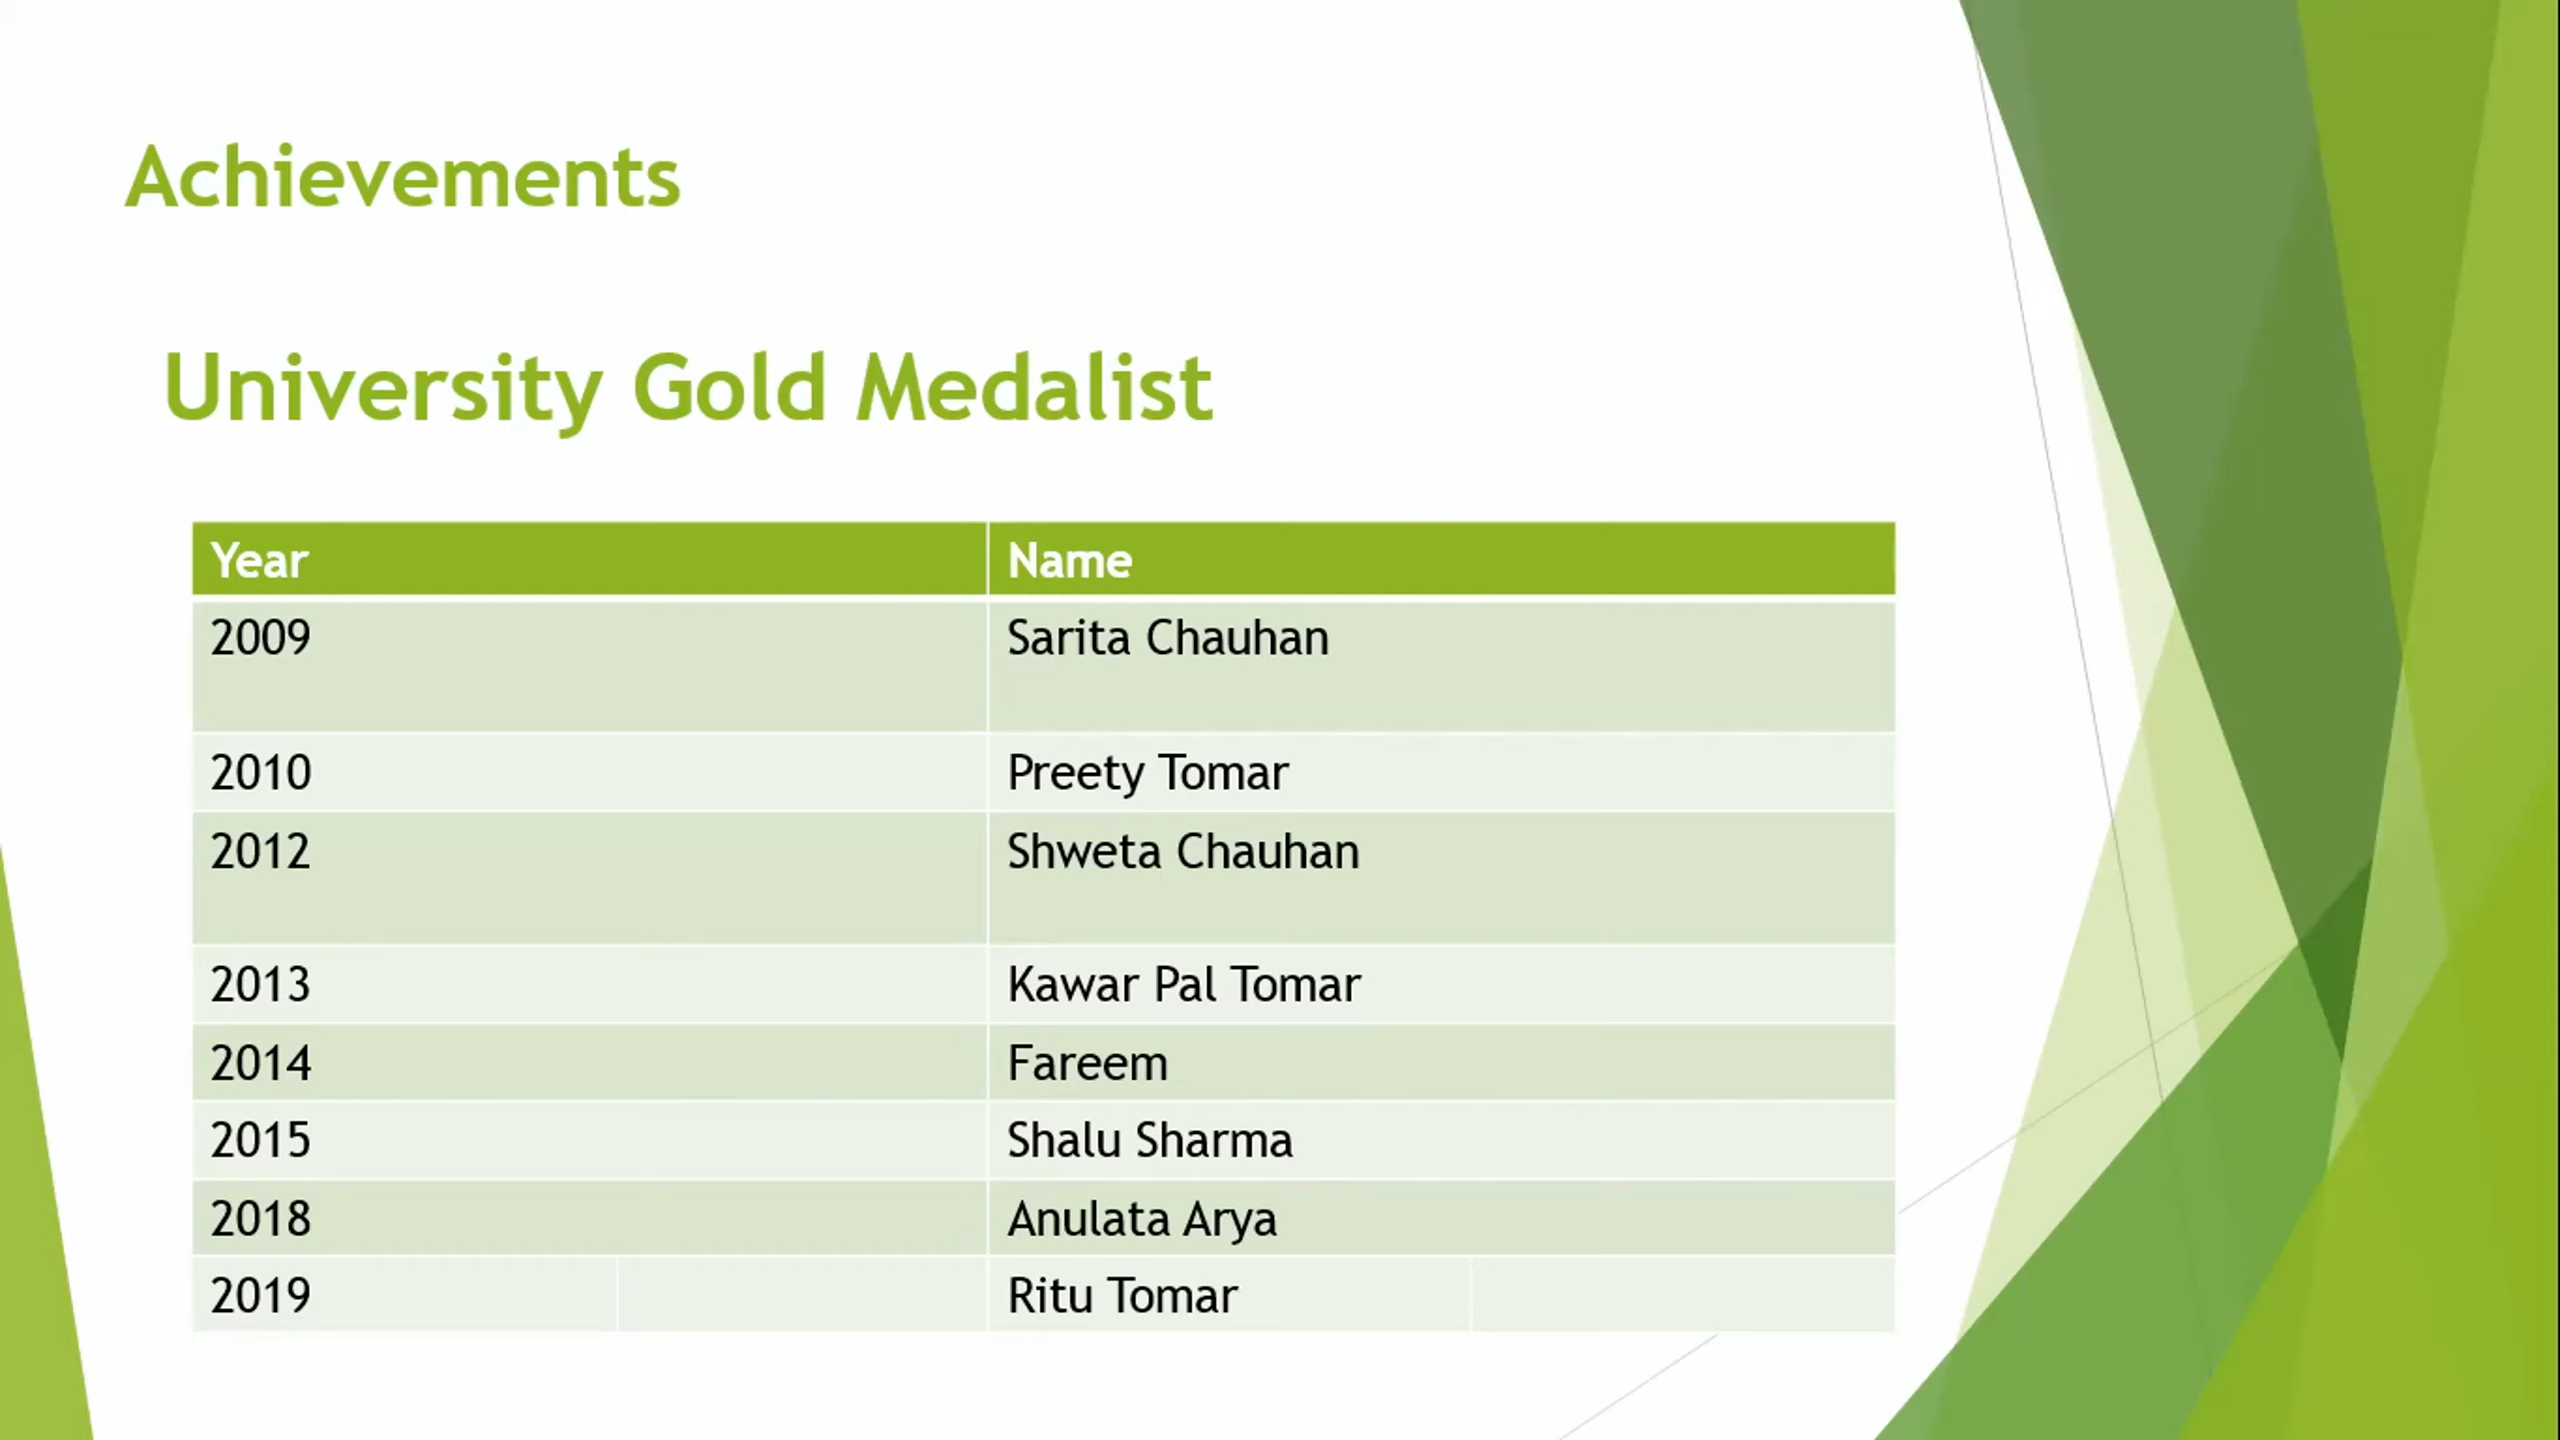 Achievements
University Gold Medalist
Year Name
2009 Sarita Chauhan
2010 Preety Tomar
2012 Shweta Chauhan
2013 Kawar Pal Tomar
2014 Fareem
2015 Shalu Sharma
2018 Anulata Arya
2019 Ritu Tomar